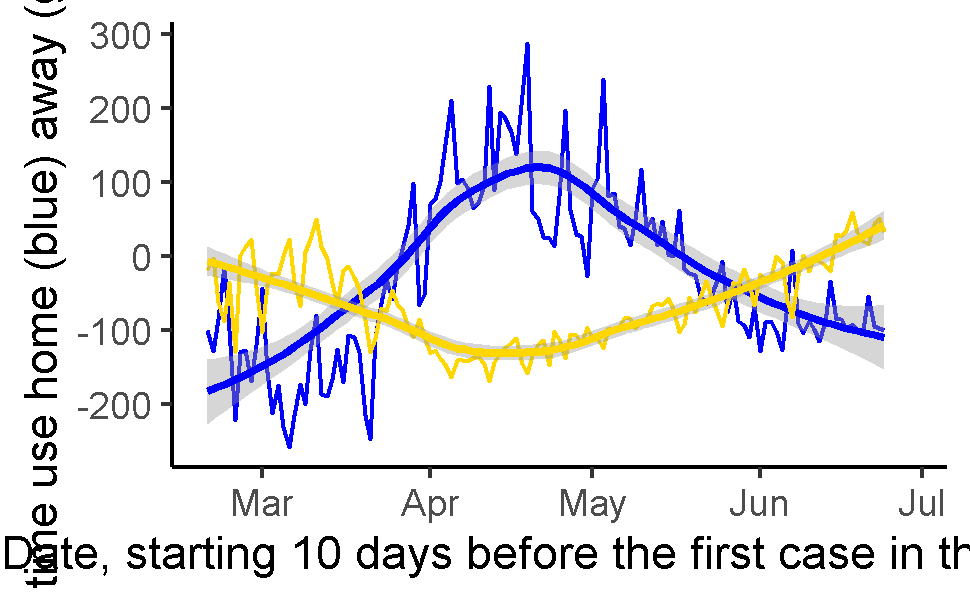 time use home (blue) away (
300
200
100
0
-100
-200
Mar Apr May Jun Jul
Date, starting 10 days before the first case in th